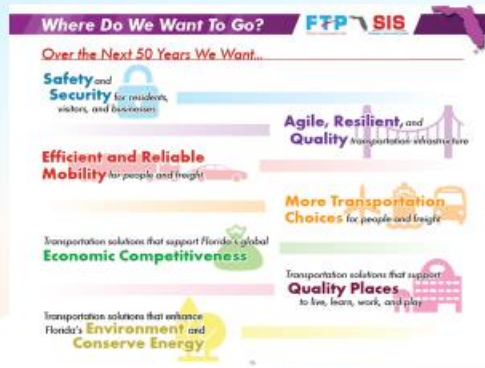 Where Do We Want To Go?
FTP SIS
Over the Next 50 Years We Want...
Safety and
Security for residents,
visitors, and businesses
Agile, Resilient, and
Quality transportation infrastructure
Efficient and Reliable
Mobility for people and freight
More Transportation
Choices for people and freight
Transportation solutions that support Florida's global
Economic Competitiveness
Transportation solutions that support
Quality Places
to live, learn, work, and play
Transportation solutions that enhance
Florida's Environment and
Conserve Energy